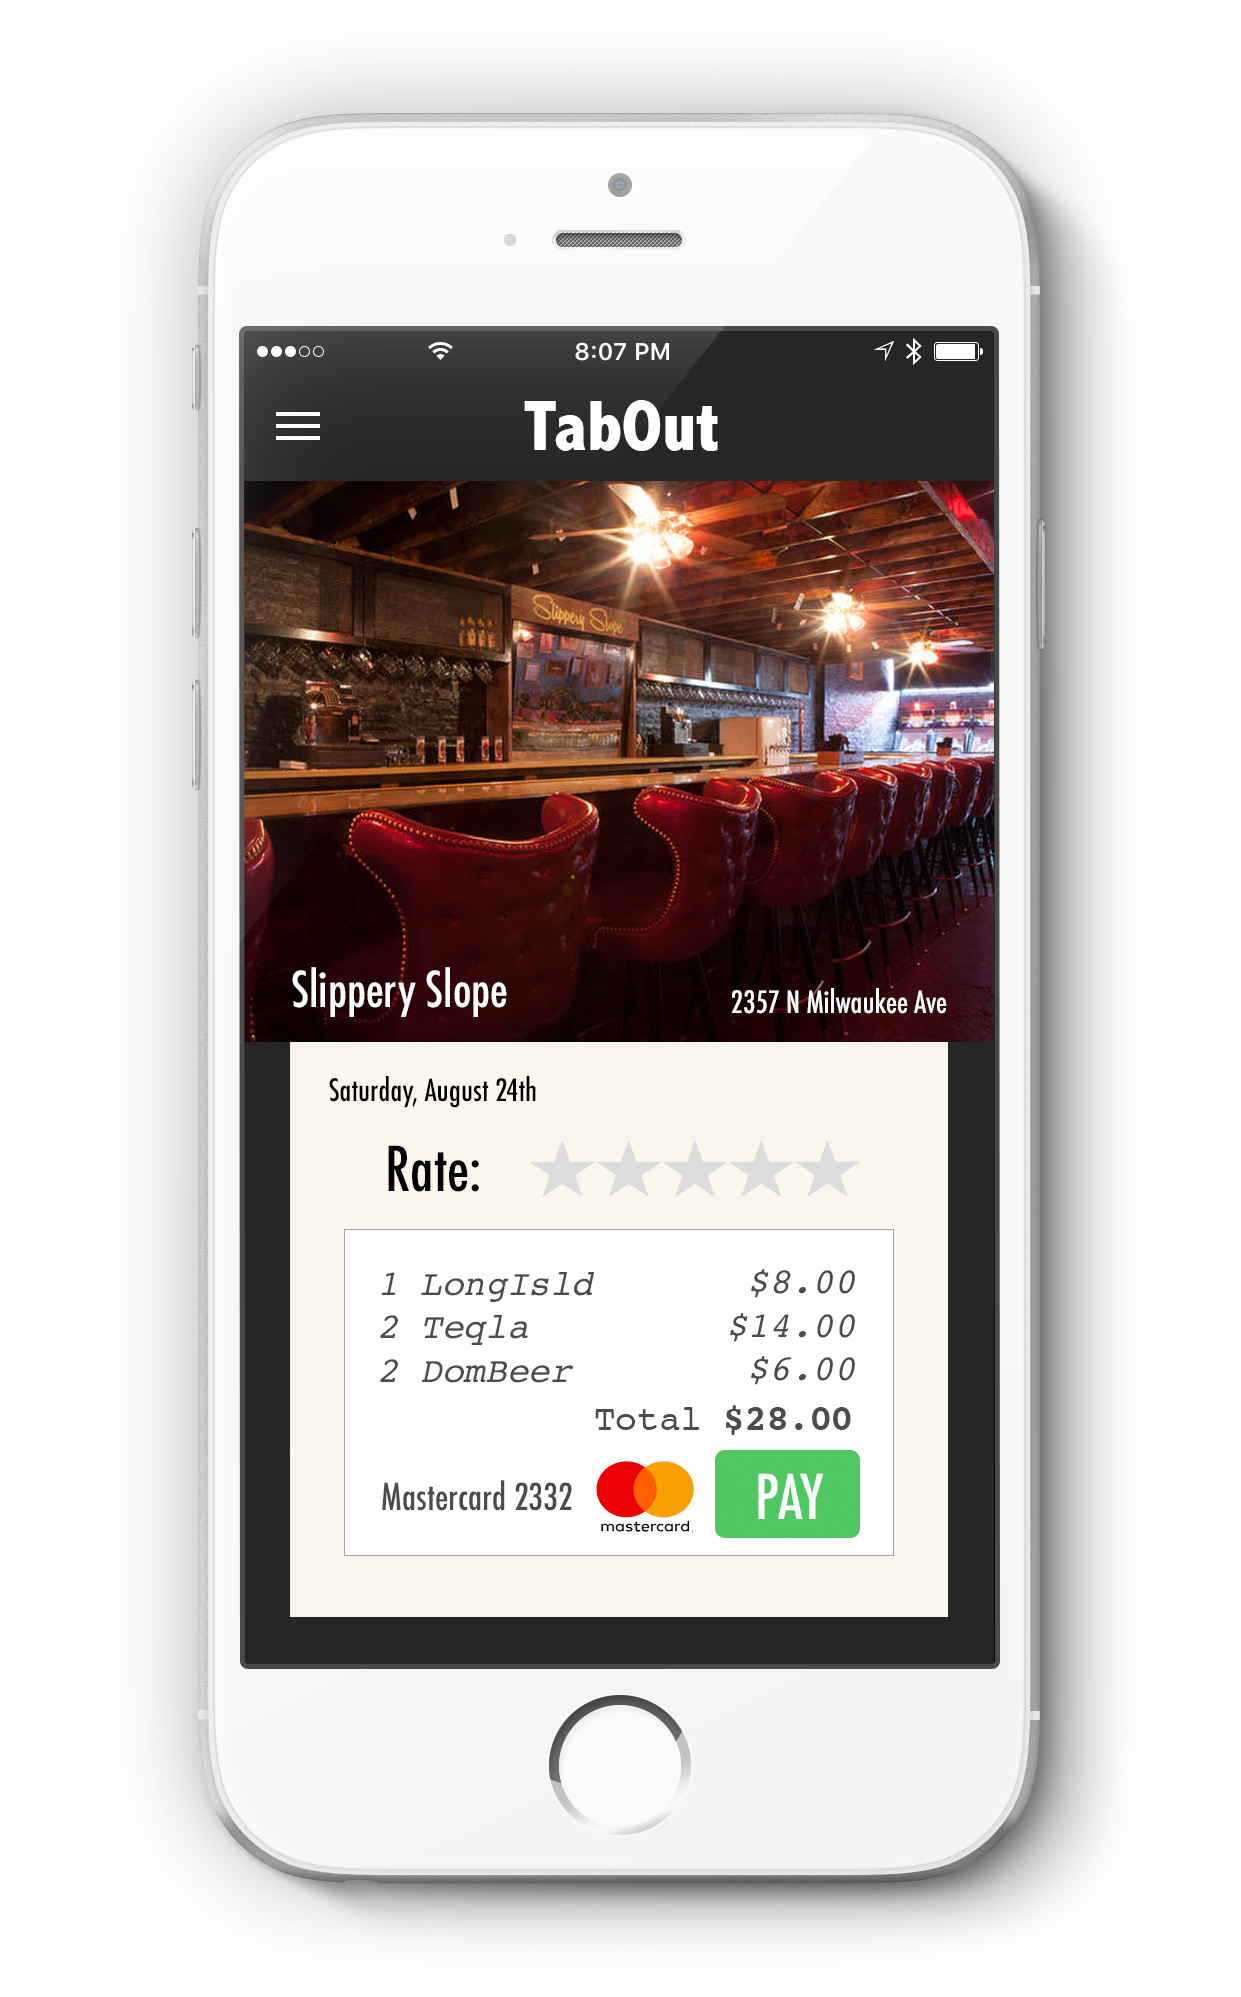 8:07 PM
TabOut
Slippery Slope
Slippery Slope
2357 N Milwaukee Ave
Saturday, August 24th
Rate:
1 LongIsld $8.00
2 Teqla $14.00
2 DomBeer $6.00
Total $28.00
Mastercard 2332
mastercard.
PAY